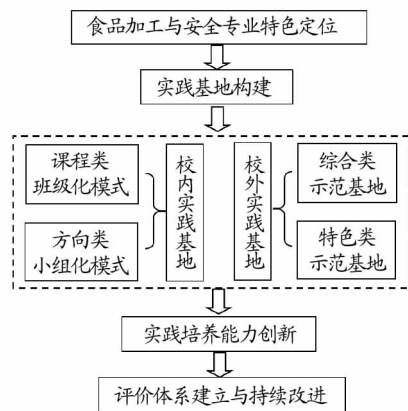 食品加工与安全专业特色定位
实践基地构建
课程类
班级化模式
方向类
小组化模式
校内实践基地
校外实践基地
综合类
示范基地
特色类
示范基地
实践培养能力创新
评价体系建立与持续改进